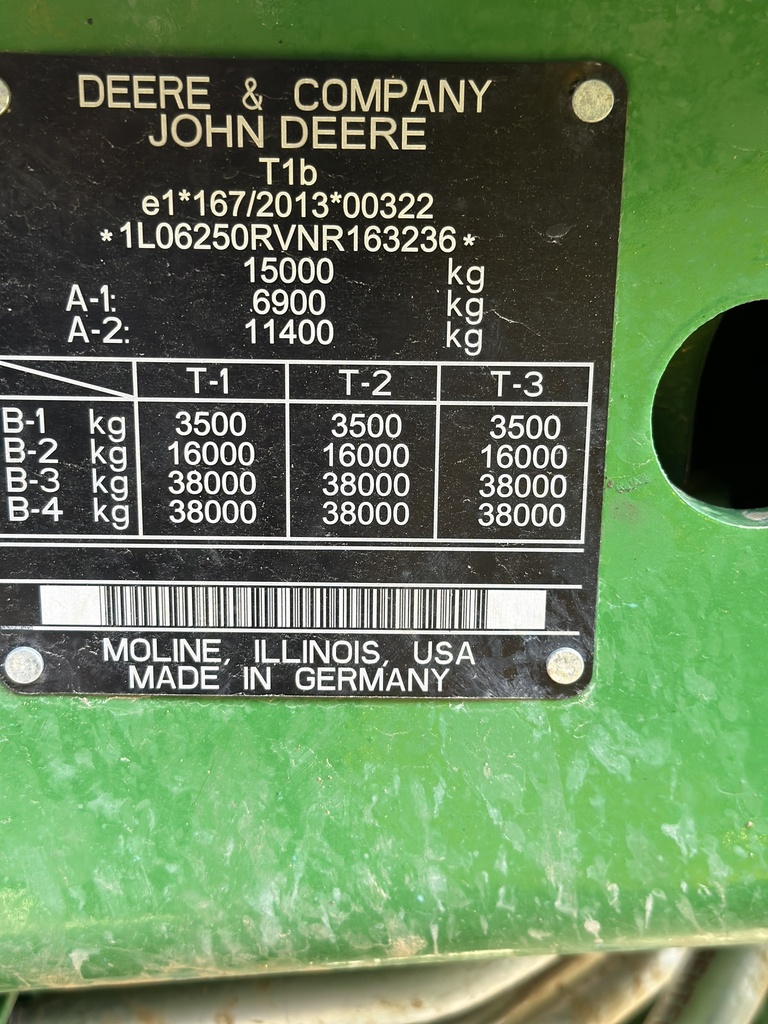 DEERE & COMPANY
JOHN DEERE
T1b
e1*167/2013*00322
*1L06250RVNR163236*
15000 kg
A-1: 6900 kg
A-2: 11400 kg
T-1 T-2 T-3
B-1 kg 3500 3500 3500
B-2 kg 16000 16000 16000
B-3 kg 38000 38000 38000
B-4 kg 38000 38000 38000
MOLINE, ILLINOIS, USA
MADE IN GERMANY